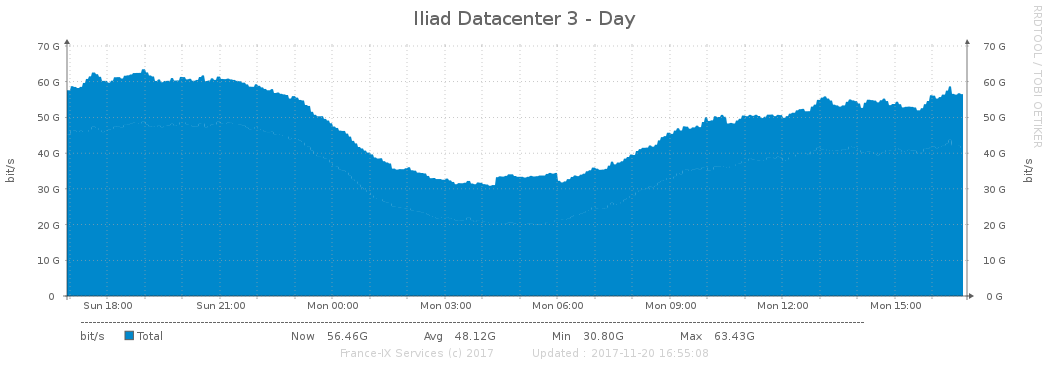 Iliad Datacenter 3 - Day
RRDTOOL / TOBI OETIKER
70 G 70 G
60 G 60 G
50 G 50 G
40 G 40 G
30 G 30 G
20 G 20 G
10 G 10 G
0 0 G
bit/s bit/s
Sun 18:00 Sun 21:00 Mon 00:00 Mon 03:00 Mon 06:00 Mon 09:00 Mon 12:00 Mon 15:00
bit/s Total Now 56.46G Avg 48.12G Min 30.80G Max 63.43G
France-IX Services (c) 2017 Updated : 2017-11-20 16:55:08